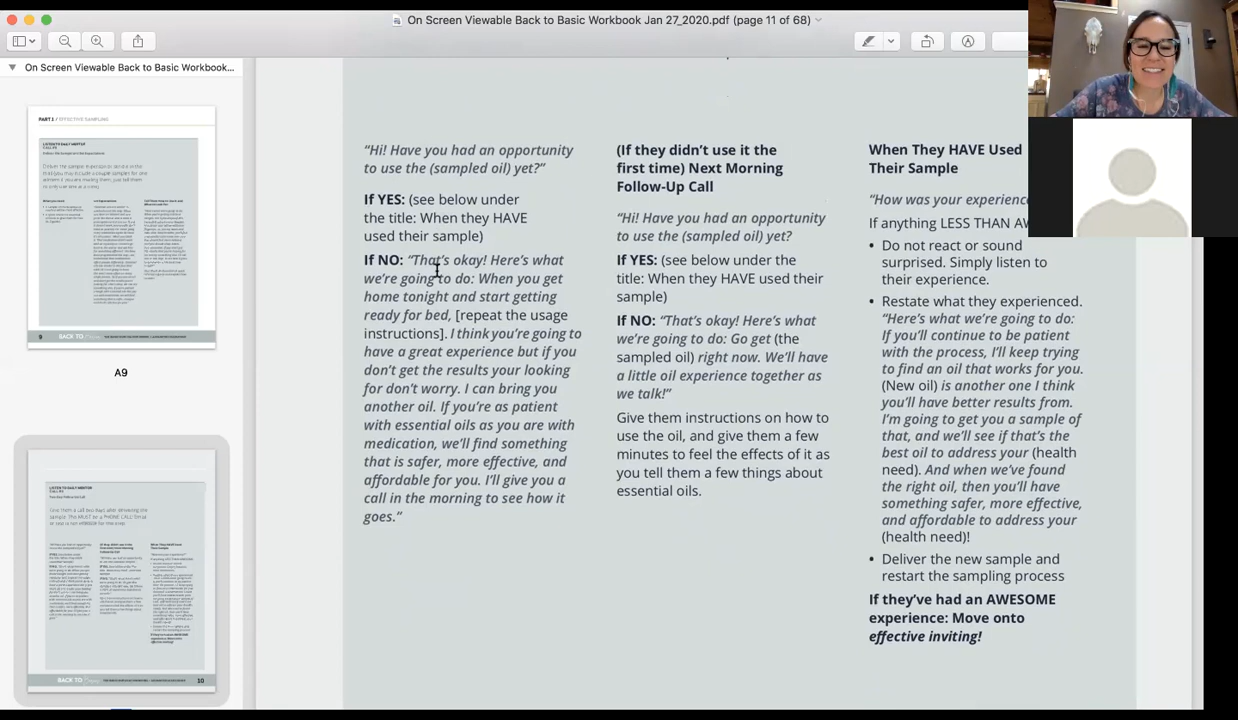 On Screen Viewable Back to Basic Workbook Jan 27_2020.pdf (page 11 of 68)
On Screen Viewable Back to Basic Workbook...
PART 2 / EFFECTIVE SAMPLING
9
BACK TO
A9
10
BACK TO
“Hi! Have you had an opportunity
to use the (sampled oil) yet?”
If YES: (see below under
the title: When they HAVE
used their sample)
If NO: “That’s okay! Here’s what
we’re going to do: When you get
home tonight and start getting
ready for bed, [repeat the usage
instructions]. I think you’re going to
have a great experience but if you
don’t get the results your looking
for don’t worry. I can bring you
another oil. If you’re as patient
with essential oils as you are with
medication, we’ll find something
that is safer, more effective, and
affordable for you. I’ll give you a
call in the morning to see how it
goes.”
(If they didn’t use it the
first time) Next Morning
Follow-Up Call
“Hi! Have you had an opportunity
to use the (sampled oil) yet?
If YES: (see below under the
title: When they HAVE used their
sample)
If NO: “That’s okay! Here’s what
we’re going to do: Go get (the
sampled oil) right now. We’ll have
a little oil experience together as
we talk!”
Give them instructions on how to
use the oil, and give them a few
minutes to feel the effects of it as
you tell them a few things about
essential oils.
When They HAVE Used
Their Sample
“How was your experience
If anything LESS THAN AW
• Do not react or sound
surprised. Simply listen to
their experience.
• Restate what they experienced.
“Here’s what we’re going to do:
If you’ll continue to be patient
with the process, I’ll keep trying
to find an oil that works for you.
(New oil) is another one I think
you’ll have better results from.
I’m going to get you a sample of
that, and we’ll see if that’s the
best oil to address your (health
need). And when we’ve found
the right oil, then you’ll have
something safer, more effective,
and affordable to address your
(health need)!
• Deliver the new sample and
restart the sampling process
If they’ve had an AWESOME
experience: Move onto
effective inviting!